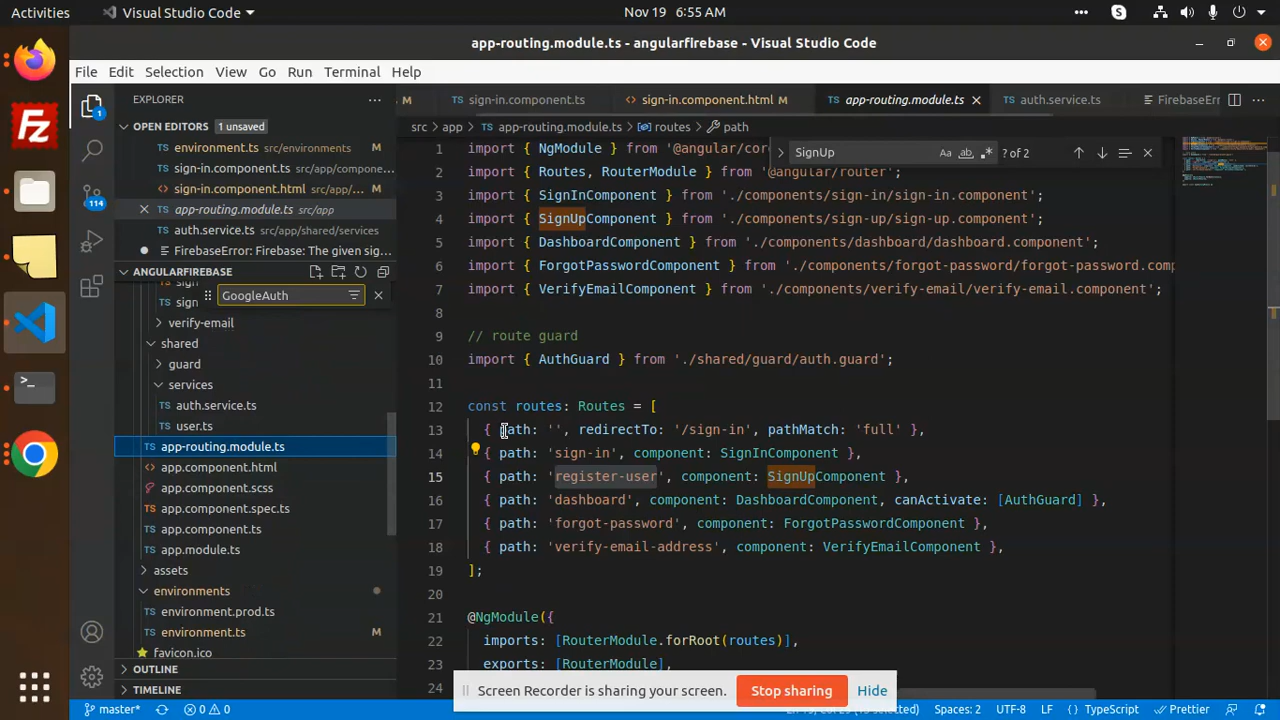 Activities Visual Studio Code Nov 19 6:55 AM
app-routing.module.ts - angularfirebase - Visual Studio Code
File Edit Selection View Go Run Terminal Help
EXPLORER
OPEN EDITORS 1 unsaved
environment.ts src/environments M
sign-in.component.ts src/app/compone...
sign-in.component.html src/app/... M
app-routing.module.ts src/app
auth.service.ts src/app/shared/services
FirebaseError: Firebase: The given sig...
ANGULARFIREBASE
GoogleAuth
sign
verify-email
shared
guard
services
auth.service.ts
user.ts
app-routing.module.ts
app.component.html
app.component.scss
app.component.spec.ts
app.component.ts
app.module.ts
assets
environments
environment.prod.ts
environment.ts M
favicon.ico
OUTLINE
TIMELINE
M sign-in.component.ts sign-in.component.html M app-routing.module.ts auth.service.ts FirebaseErr
src > app > app-routing.module.ts > routes > path
SignUp Aa ab ? of 2
1 import { NgModule } from '@angular/cor
2 import { Routes, RouterModule } from '@angular/router';
3 import { SignInComponent } from './components/sign-in/sign-in.component';
4 import { SignUpComponent } from './components/sign-up/sign-up.component';
5 import { DashboardComponent } from './components/dashboard/dashboard.component';
6 import { ForgotPasswordComponent } from './components/forgot-password/forgot-password.comp
7 import { VerifyEmailComponent } from './components/verify-email/verify-email.component';
8
9 // route guard
10 import { AuthGuard } from './shared/guard/auth.guard';
11
12 const routes: Routes = [
13 { path: '', redirectTo: '/sign-in', pathMatch: 'full' },
14 { path: 'sign-in', component: SignInComponent },
15 { path: 'register-user', component: SignUpComponent },
16 { path: 'dashboard', component: DashboardComponent, canActivate: [AuthGuard] },
17 { path: 'forgot-password', component: ForgotPasswordComponent },
18 { path: 'verify-email-address', component: VerifyEmailComponent },
19 ];
20
21 @NgModule({
22 imports: [RouterModule.forRoot(routes)],
23 exports: [RouterModule],
24
Screen Recorder is sharing your screen. Stop sharing Hide
master* 0 0 Spaces: 2 UTF-8 LF {} TypeScript Prettier
1
114